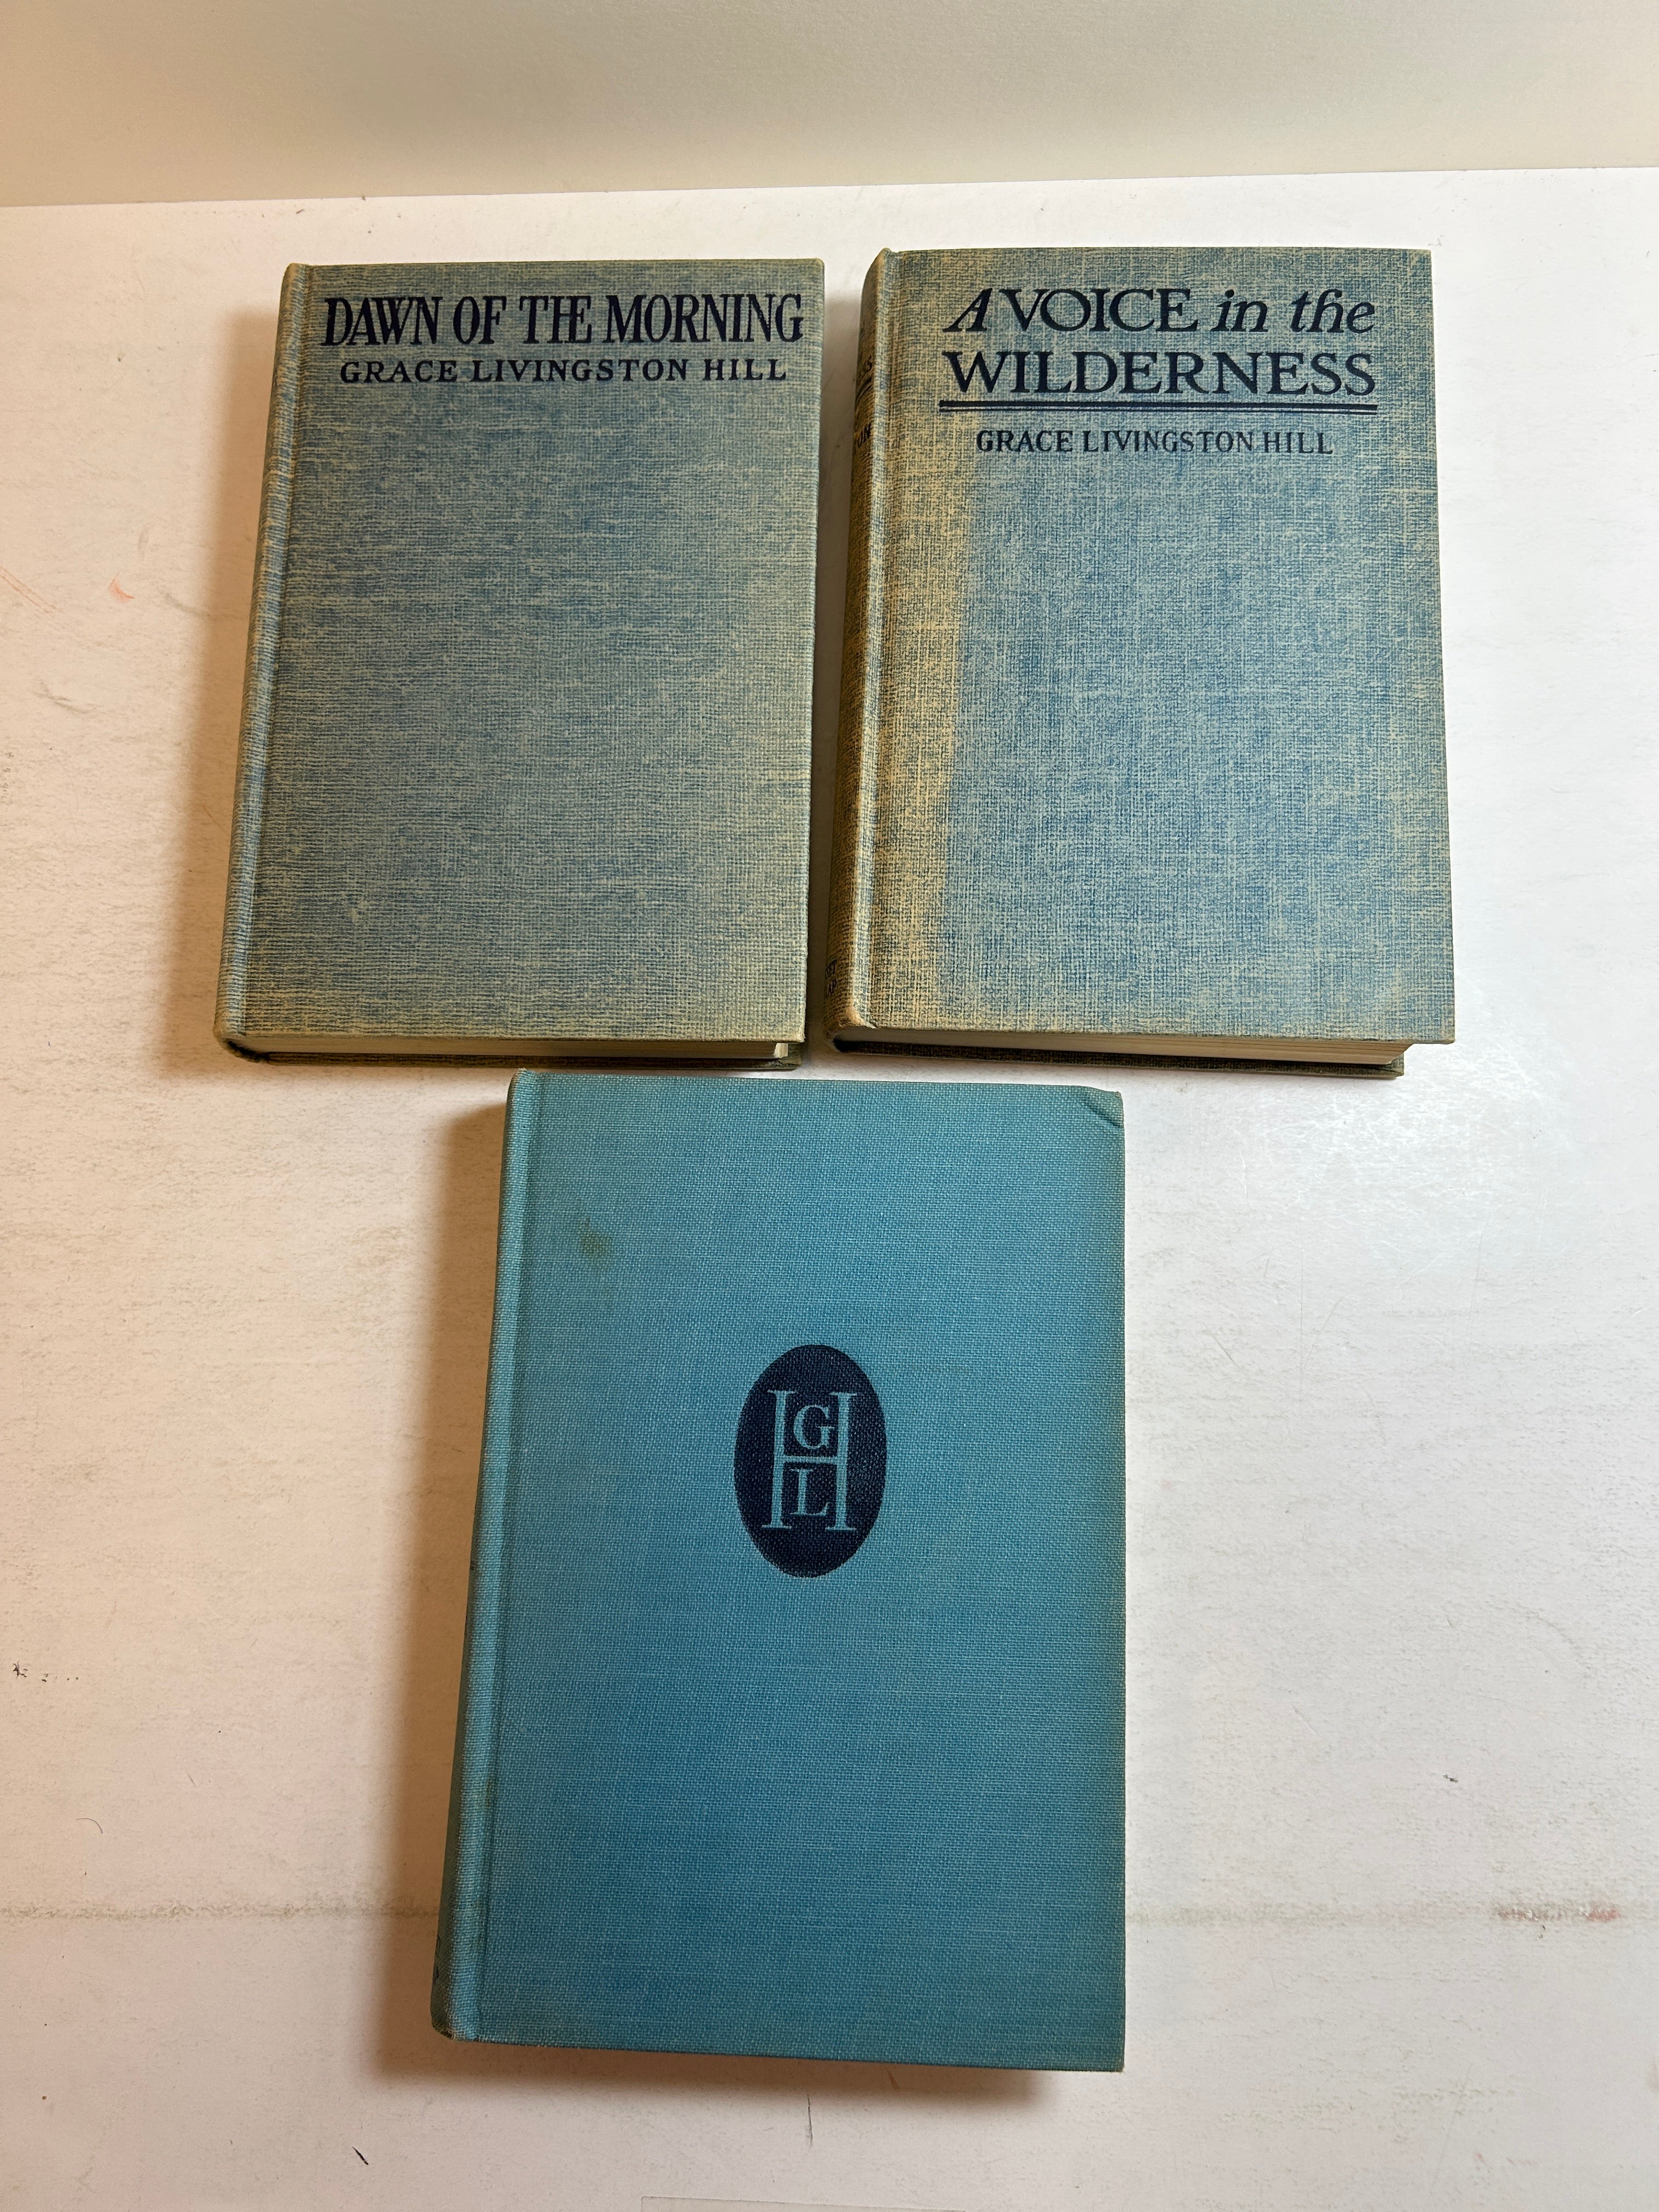 DAWN OF THE MORNING
GRACE LIVINGSTON HILL
A VOICE in the
WILDERNESS
GRACE LIVINGSTON HILL
G
H
L